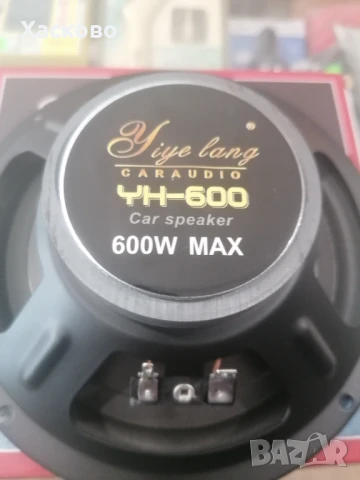 Хасково
Yiye lang ®
CARAUDIO
YH-600
Car speaker
600W MAX
BAZAR